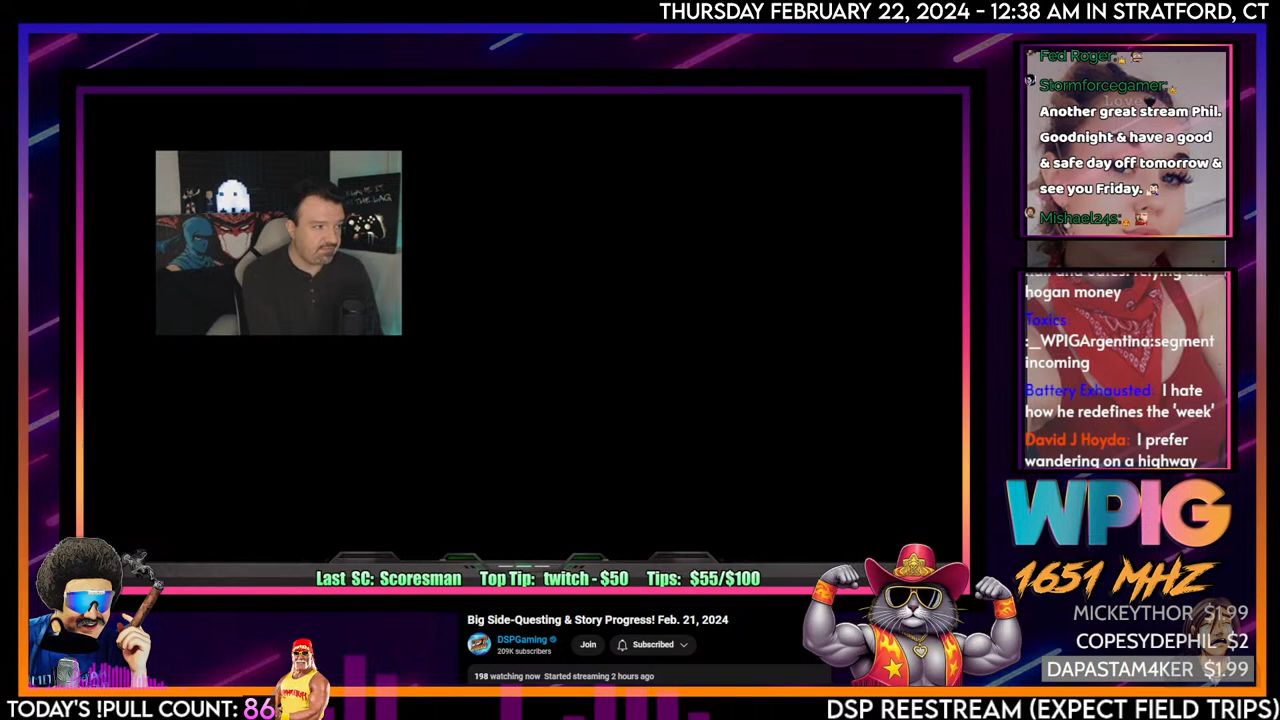 THURSDAY FEBRUARY 22, 2024 - 12:38 AM IN STRATFORD, CT
Fed Roger:
Stormforcegamer:
Another great stream Phil.
Goodnight & have a good
& safe day off tomorrow &
see you Friday.
Mishael24s:
hogan money
Toxics:
:_WPIGArgentina:segment
incoming
Battery Exhausted: I hate
how he redefines the 'week'
David J Hoyda: I prefer
wandering on a highway
WPIG
1651 MHZ
MICKEYTHOR $1.99
COPESYDEPHIL $2
DAPASTAM4KER $1.99
Last SC: Scoresman Top Tip: twitch - $50 Tips: $55/$100
Big Side-Questing & Story Progress! Feb. 21, 2024
DSPGaming
209K subscribers
Join
Subscribed
198 watching now Started streaming 2 hours ago
TODAY'S !PULL COUNT: 86
DSP REESTREAM (EXPECT FIELD TRIPS)